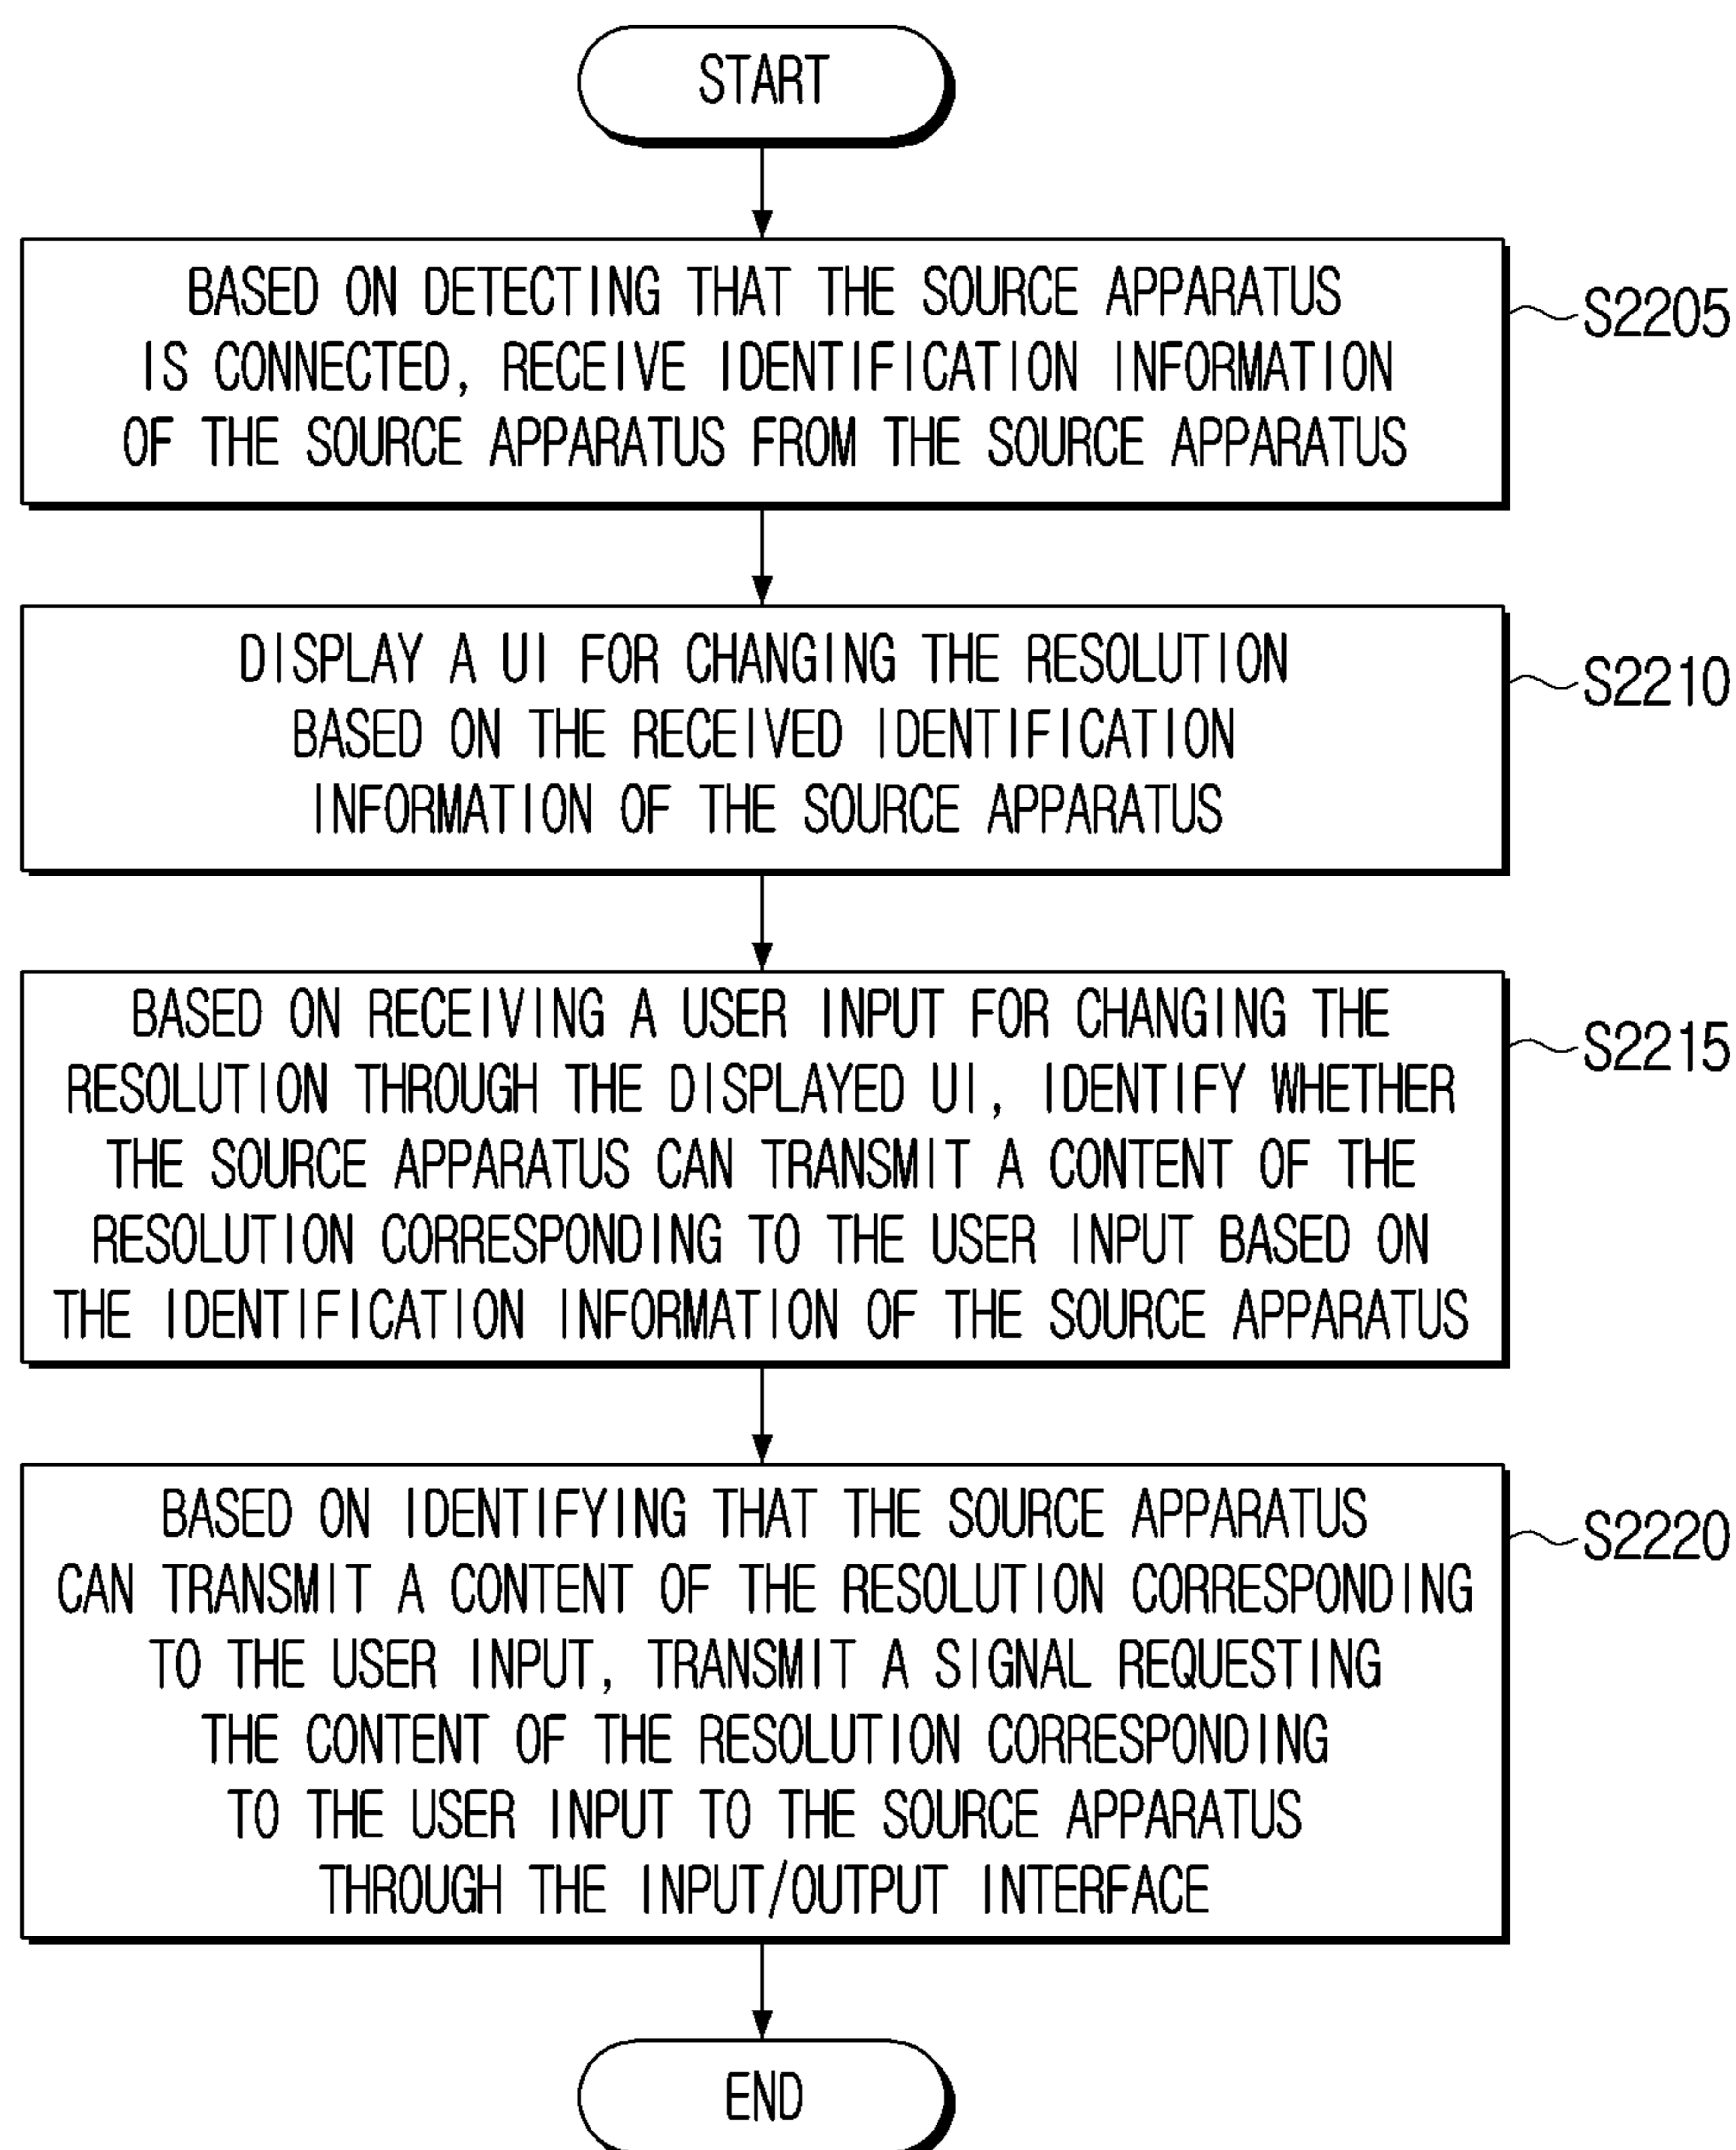 START
BASED ON DETECTING THAT THE SOURCE APPARATUS
IS CONNECTED, RECEIVE IDENTIFICATION INFORMATION
OF THE SOURCE APPARATUS FROM THE SOURCE APPARATUS
S2205
DISPLAY A UI FOR CHANGING THE RESOLUTION
BASED ON THE RECEIVED IDENTIFICATION
INFORMATION OF THE SOURCE APPARATUS
S2210
BASED ON RECEIVING A USER INPUT FOR CHANGING THE
RESOLUTION THROUGH THE DISPLAYED UI, IDENTIFY WHETHER
THE SOURCE APPARATUS CAN TRANSMIT A CONTENT OF THE
RESOLUTION CORRESPONDING TO THE USER INPUT BASED ON
THE IDENTIFICATION INFORMATION OF THE SOURCE APPARATUS
S2215
BASED ON IDENTIFYING THAT THE SOURCE APPARATUS
CAN TRANSMIT A CONTENT OF THE RESOLUTION CORRESPONDING
TO THE USER INPUT, TRANSMIT A SIGNAL REQUESTING
THE CONTENT OF THE RESOLUTION CORRESPONDING
TO THE USER INPUT TO THE SOURCE APPARATUS
THROUGH THE INPUT/OUTPUT INTERFACE
S2220
END